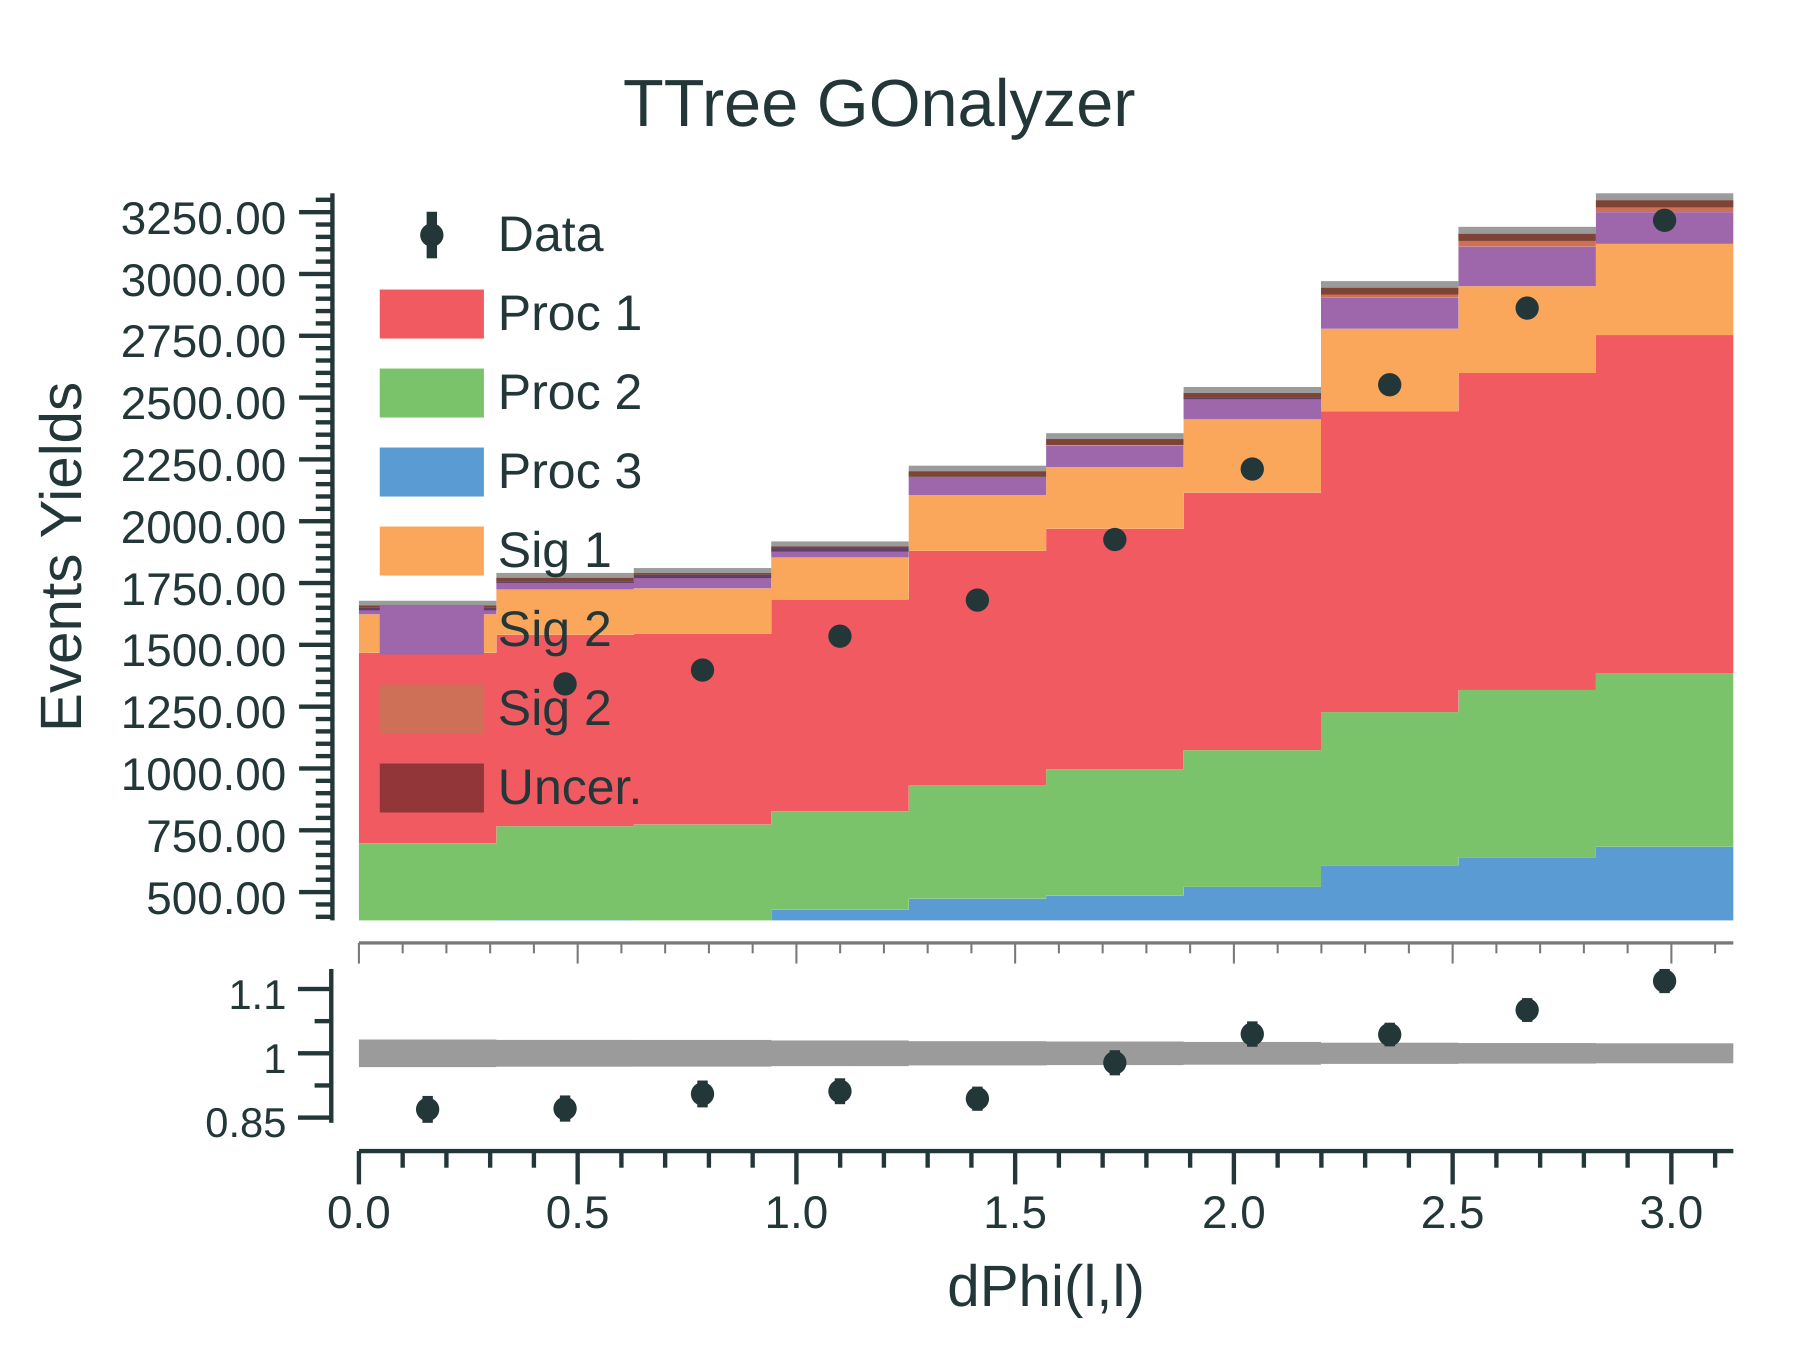 TTree GOnalyzer
Events Yields
3250.00
3000.00
2750.00
2500.00
2250.00
2000.00
1750.00
1500.00
1250.00
1000.00
750.00
500.00
Data
Proc 1
Proc 2
Proc 3
Sig 1
Sig 2
Sig 2
Uncer.
1.1
1
0.85
0.0 0.5 1.0 1.5 2.0 2.5 3.0
dPhi(l,l)